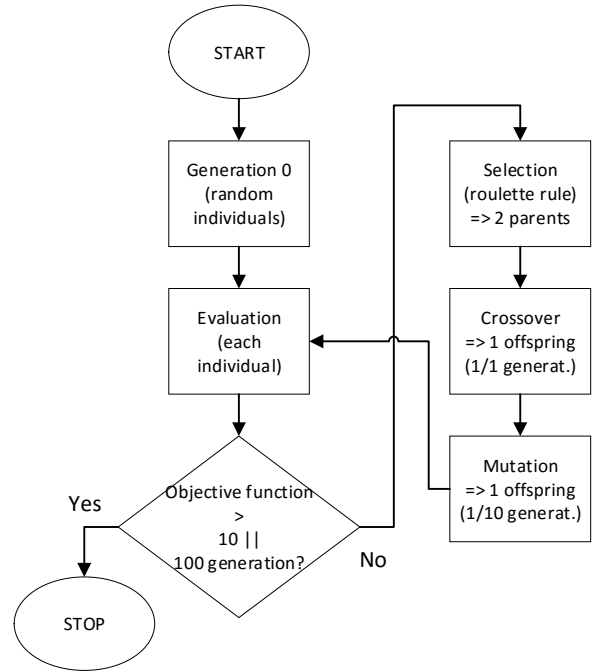 START
Generation 0
(random
individuals)
Evaluation
(each
individual)
Objective function
>
10 ||
100 generation?
Yes
No
STOP
Selection
(roulette rule)
=> 2 parents
Crossover
=> 1 offspring
(1/1 generat.)
Mutation
=> 1 offspring
(1/10 generat.)